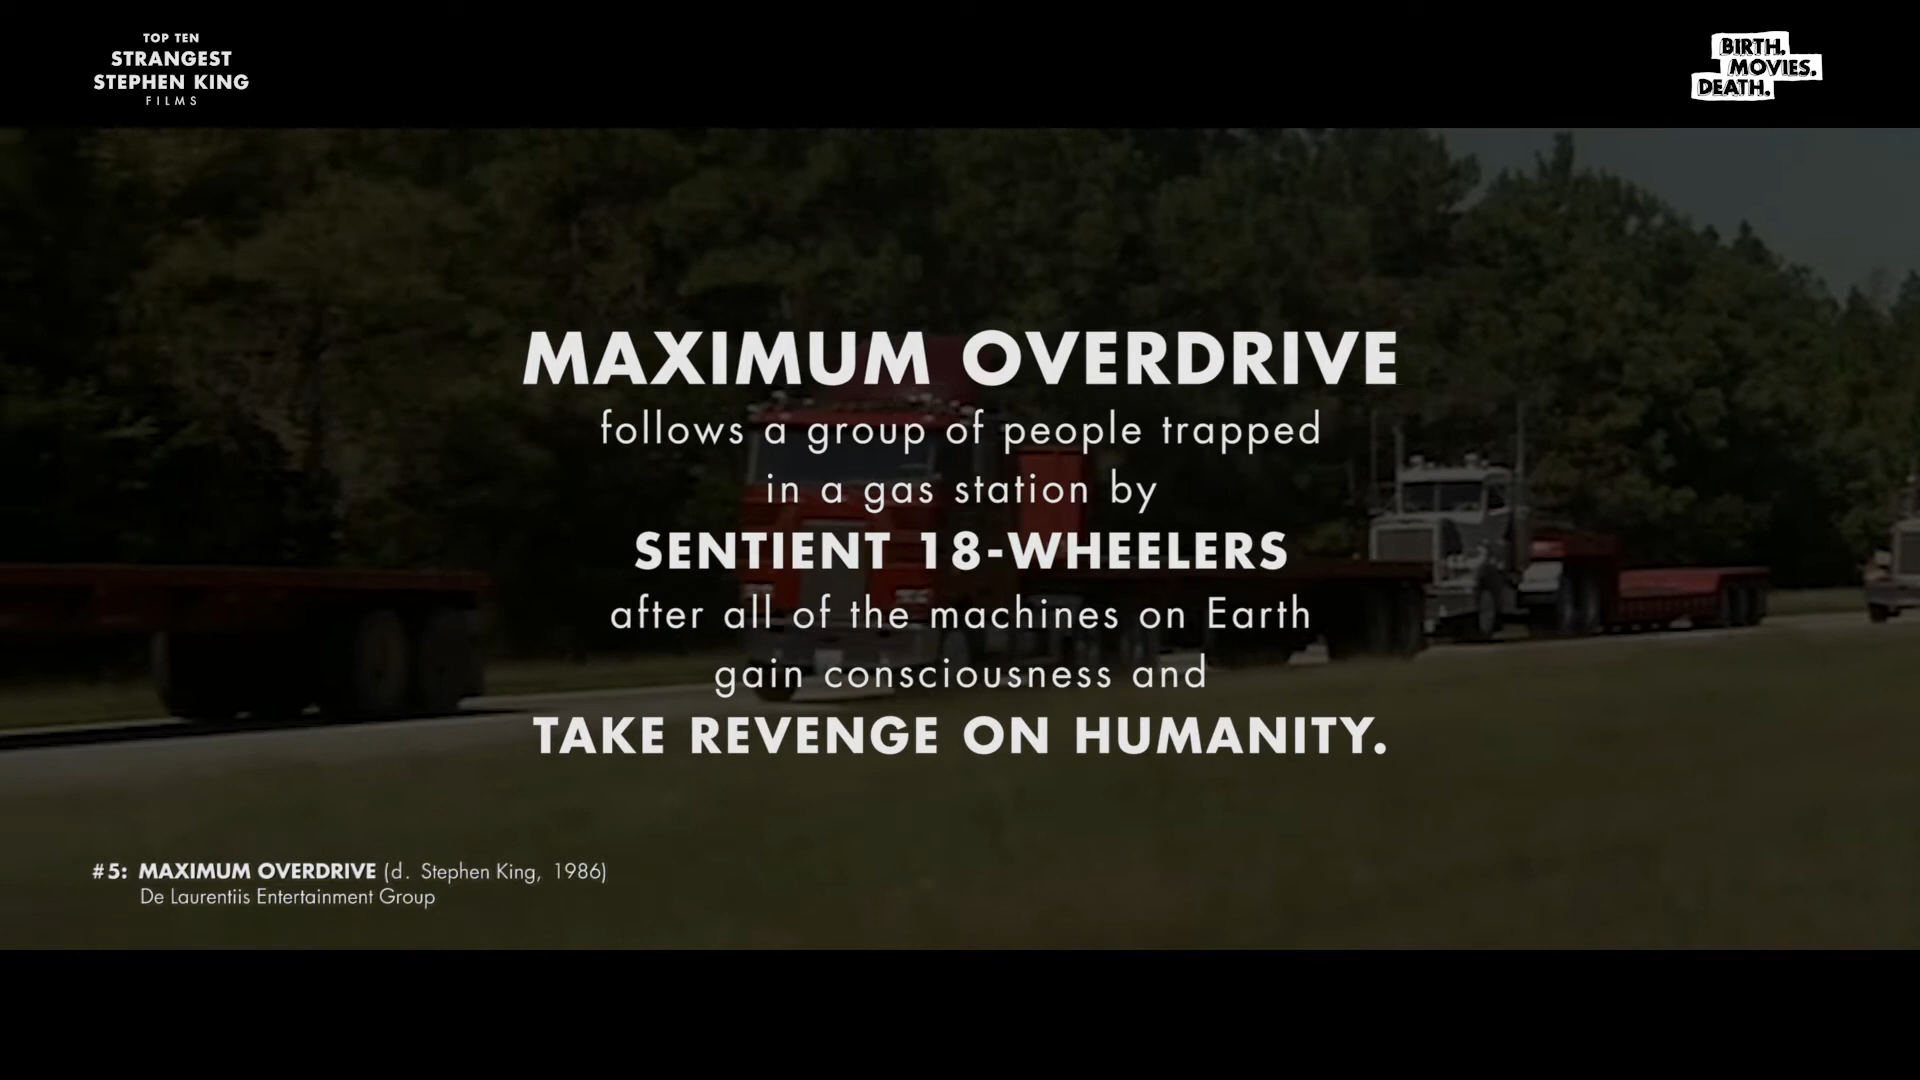 TOP TEN
STRANGEST
STEPHEN KING
FILMS
BIRTH.
MOVIES.
DEATH.
MAXIMUM OVERDRIVE
follows a group of people trapped
in a gas station by
SENTIENT 18-WHEELERS
after all of the machines on Earth
gain consciousness and
TAKE REVENGE ON HUMANITY.
#5: MAXIMUM OVERDRIVE (d. Stephen King, 1986)
De Laurentiis Entertainment Group